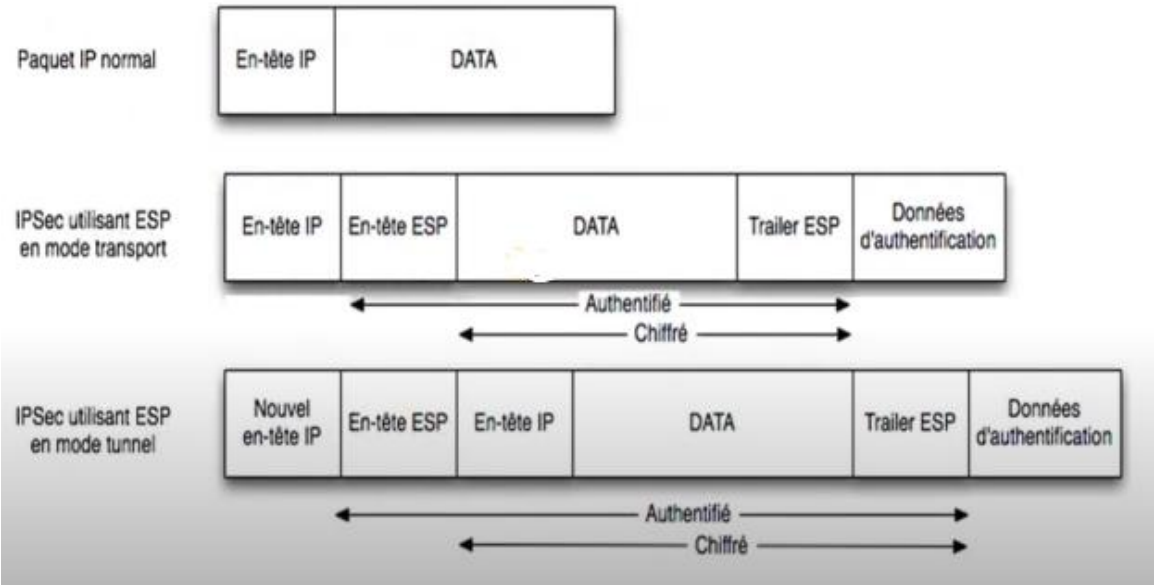 Paquet IP normal
En-tête IP
DATA
IPSec utilisant ESP
en mode transport
En-tête IP
En-tête ESP
DATA
Trailer ESP
Données
d'authentification
Authentifié
Chiffré
IPSec utilisant ESP
en mode tunnel
Nouvel
en-tête IP
En-tête ESP
En-tête IP
DATA
Trailer ESP
Données
d'authentification
Authentifié
Chiffré